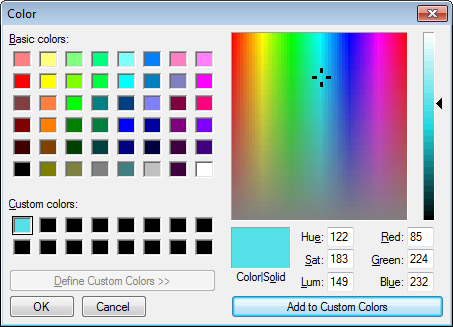 Color
Basic colors:
Custom colors:
Define Custom Colors >>
OK
Cancel
Color|Solid
Hue: 122
Sat: 183
Lum: 149
Red: 85
Green: 224
Blue: 232
Add to Custom Colors